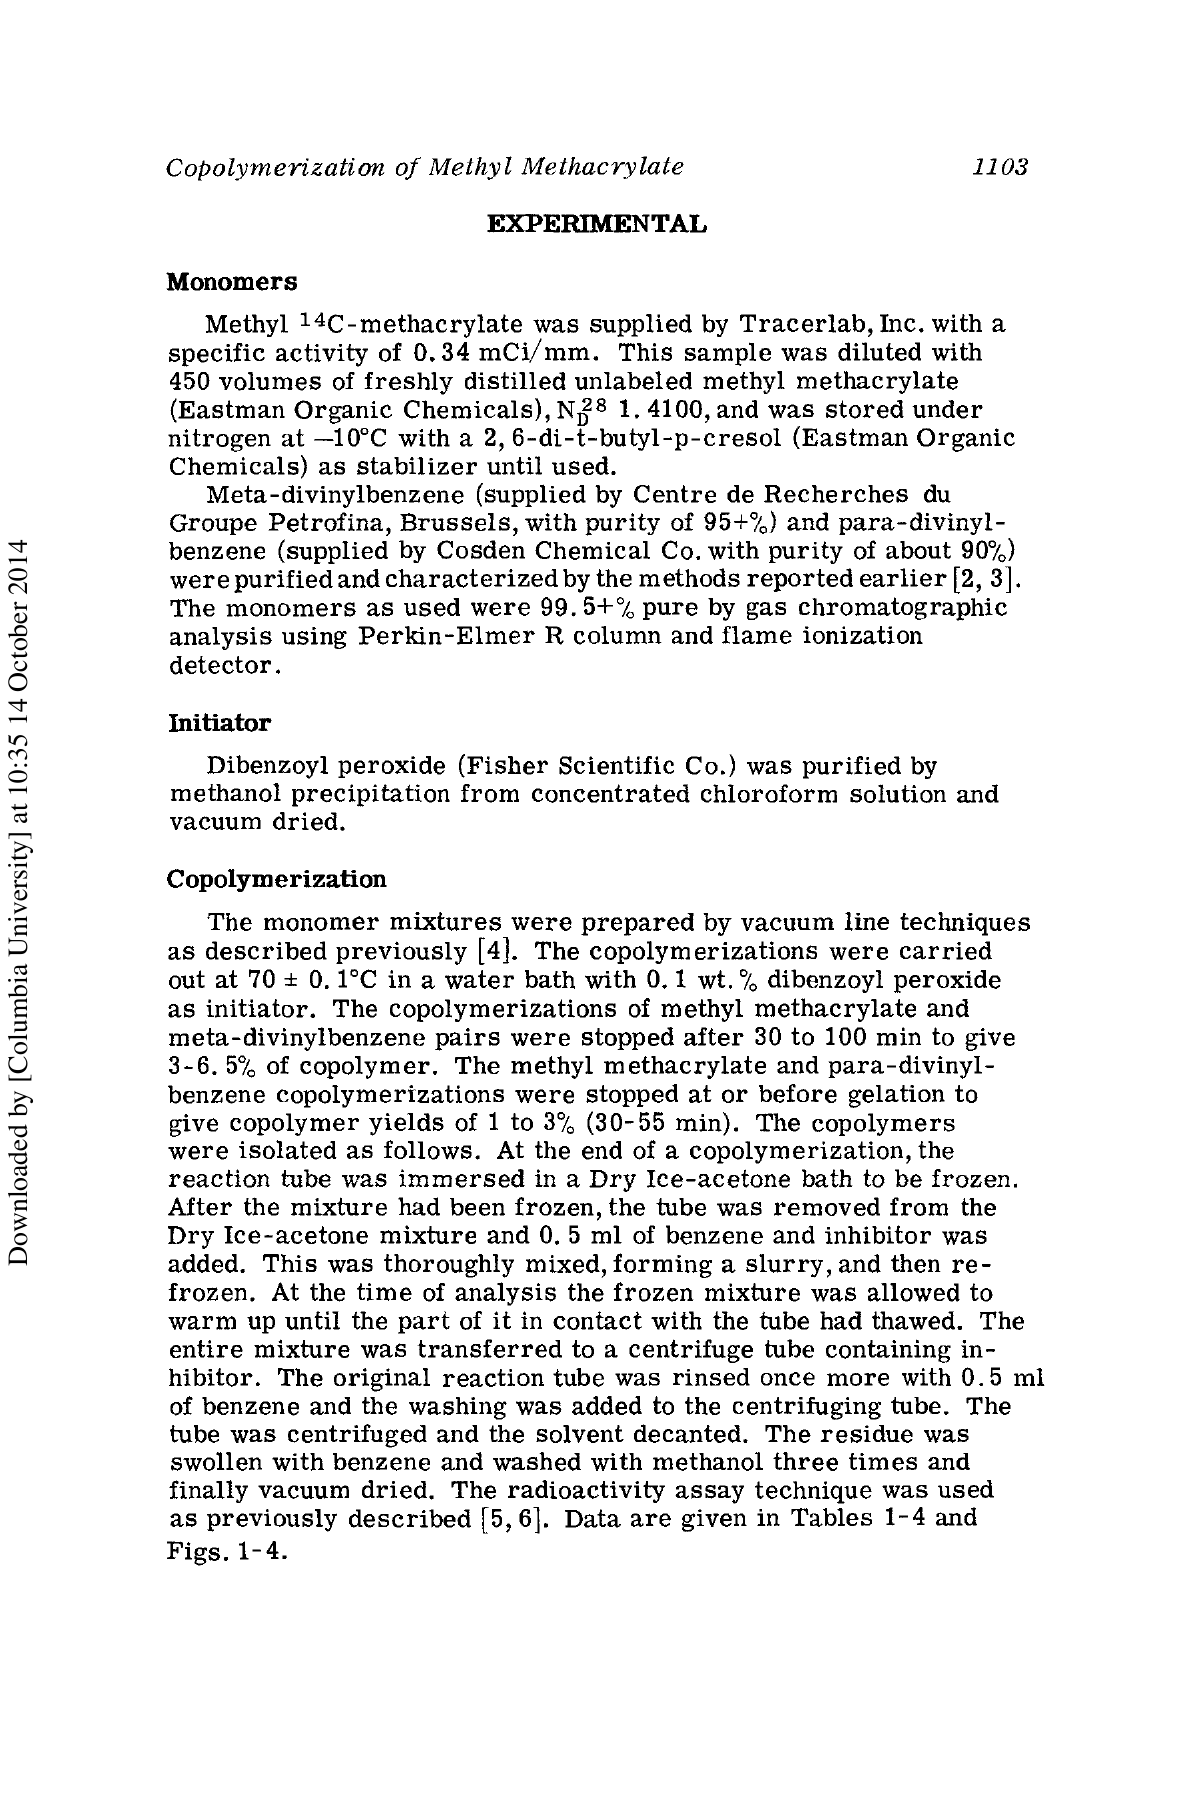 Copolymerization of Methyl Methacrylate 1103
EXPERIMENTAL
Monomers
Methyl ¹⁴C-methacrylate was supplied by Tracerlab, Inc. with a
specific activity of 0.34 mCi/mm. This sample was diluted with
450 volumes of freshly distilled unlabeled methyl methacrylate
(Eastman Organic Chemicals), N_D^28 1.4100, and was stored under
nitrogen at —10°C with a 2, 6-di-t-butyl-p-cresol (Eastman Organic
Chemicals) as stabilizer until used.
Meta-divinylbenzene (supplied by Centre de Recherches du
Groupe Petrofina, Brussels, with purity of 95+%) and para-divinyl-
benzene (supplied by Cosden Chemical Co. with purity of about 90%)
were purified and characterized by the methods reported earlier [2, 3].
The monomers as used were 99.5+% pure by gas chromatographic
analysis using Perkin-Elmer R column and flame ionization
detector.
Initiator
Dibenzoyl peroxide (Fisher Scientific Co.) was purified by
methanol precipitation from concentrated chloroform solution and
vacuum dried.
Copolymerization
The monomer mixtures were prepared by vacuum line techniques
as described previously [4]. The copolymerizations were carried
out at 70 ± 0.1°C in a water bath with 0.1 wt.% dibenzoyl peroxide
as initiator. The copolymerizations of methyl methacrylate and
meta-divinylbenzene pairs were stopped after 30 to 100 min to give
3-6.5% of copolymer. The methyl methacrylate and para-divinyl-
benzene copolymerizations were stopped at or before gelation to
give copolymer yields of 1 to 3% (30-55 min). The copolymers
were isolated as follows. At the end of a copolymerization, the
reaction tube was immersed in a Dry Ice-acetone bath to be frozen.
After the mixture had been frozen, the tube was removed from the
Dry Ice-acetone mixture and 0.5 ml of benzene and inhibitor was
added. This was thoroughly mixed, forming a slurry, and then re-
frozen. At the time of analysis the frozen mixture was allowed to
warm up until the part of it in contact with the tube had thawed. The
entire mixture was transferred to a centrifuge tube containing in-
hibitor. The original reaction tube was rinsed once more with 0.5 ml
of benzene and the washing was added to the centrifuging tube. The
tube was centrifuged and the solvent decanted. The residue was
swollen with benzene and washed with methanol three times and
finally vacuum dried. The radioactivity assay technique was used
as previously described [5, 6]. Data are given in Tables 1-4 and
Figs. 1-4.
Downloaded by [Columbia University] at 10:35 14 October 2014